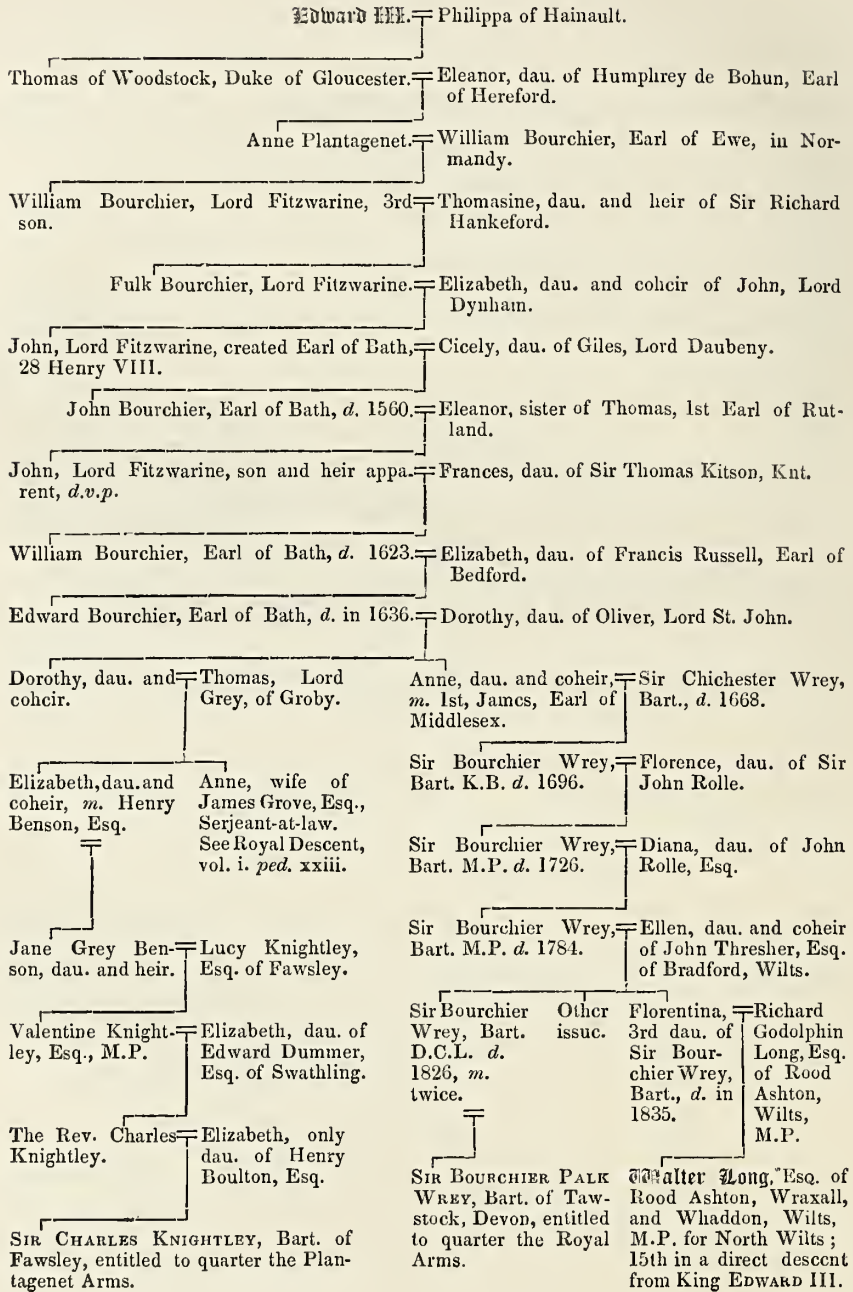 Edward III. Philippa of Hainault.
Thomas of Woodstock, Duke of Gloucester. Eleanor, dau. of Humphrey de Bohun, Earl
of Hereford.
Anne Plantagenet. William Bourchier, Earl of Ewe, in Nor-
mandy.
William Bourchier, Lord Fitzwarine, 3rd Thomasine, dau. and heir of Sir Richard
son. Hankeford.
Fulk Bourchier, Lord Fitzwarine. Elizabeth, dau. and coheir of John, Lord
Dynham.
John, Lord Fitzwarine, created Earl of Bath, Cicely, dau. of Giles, Lord Daubeny.
28 Henry VIII.
John Bourchier, Earl of Bath, d. 1560. Eleanor, sister of Thomas, 1st Earl of Rut-
land.
John, Lord Fitzwarine, son and heir appa- Frances, dau. of Sir Thomas Kitson, Knt.
rent, d.v.p.
William Bourchier, Earl of Bath, d. 1623. Elizabeth, dau. of Francis Russell, Earl of
Bedford.
Edward Bourchier, Earl of Bath, d. in 1636. Dorothy, dau. of Oliver, Lord St. John.
Dorothy, dau. and
coheir.
Thomas, Lord
Grey, of Groby.
Elizabeth, dau. and
coheir, m. Henry
Benson, Esq.
Anne, wife of
James Grove, Esq.,
Serjeant-at-law.
See Royal Descent,
vol. i. ped. xxiii.
Jane Grey Ben-
son, dau. and heir.
Lucy Knightley,
Esq. of Fawsley.
Valentine Knight-
ley, Esq., M.P.
Elizabeth, dau. of
Edward Dummer,
Esq. of Swathling.
The Rev. Charles
Knightley.
Elizabeth, only
dau. of Henry
Boulton, Esq.
SIR CHARLES KNIGHTLEY, Bart. of
Fawsley, entitled to quarter the Plan-
tagenet Arms.
Anne, dau. and coheir,
m. 1st, James, Earl of
Middlesex.
Sir Chichester Wrey,
Bart., d. 1668.
Sir Bourchier Wrey,
Bart. K.B. d. 1696.
Florence, dau. of Sir
John Rolle.
Sir Bourchier Wrey,
Bart. M.P. d. 1726.
Diana, dau. of John
Rolle, Esq.
Sir Bourchier Wrey,
Bart. M.P. d. 1784.
Ellen, dau. and coheir
of John Thresher, Esq.
of Bradford, Wilts.
Sir Bourchier
Wrey, Bart.
D.C.L. d.
1826, m.
twice.
Other
issue.
Florentina,
3rd dau. of
Sir Bour-
chier Wrey,
Bart., d. in
1835.
Richard
Godolphin
Long, Esq.
of Rood
Ashton,
Wilts,
M.P.
SIR BOURCHIER PALK
WREY, Bart. of Taw-
stock, Devon, entitled
to quarter the Royal
Arms.
Walter Long, ESQ. of
Rood Ashton, Wraxall,
and Whaddon, Wilts,
M.P. for North Wilts;
15th in a direct descent
from King EDWARD III.